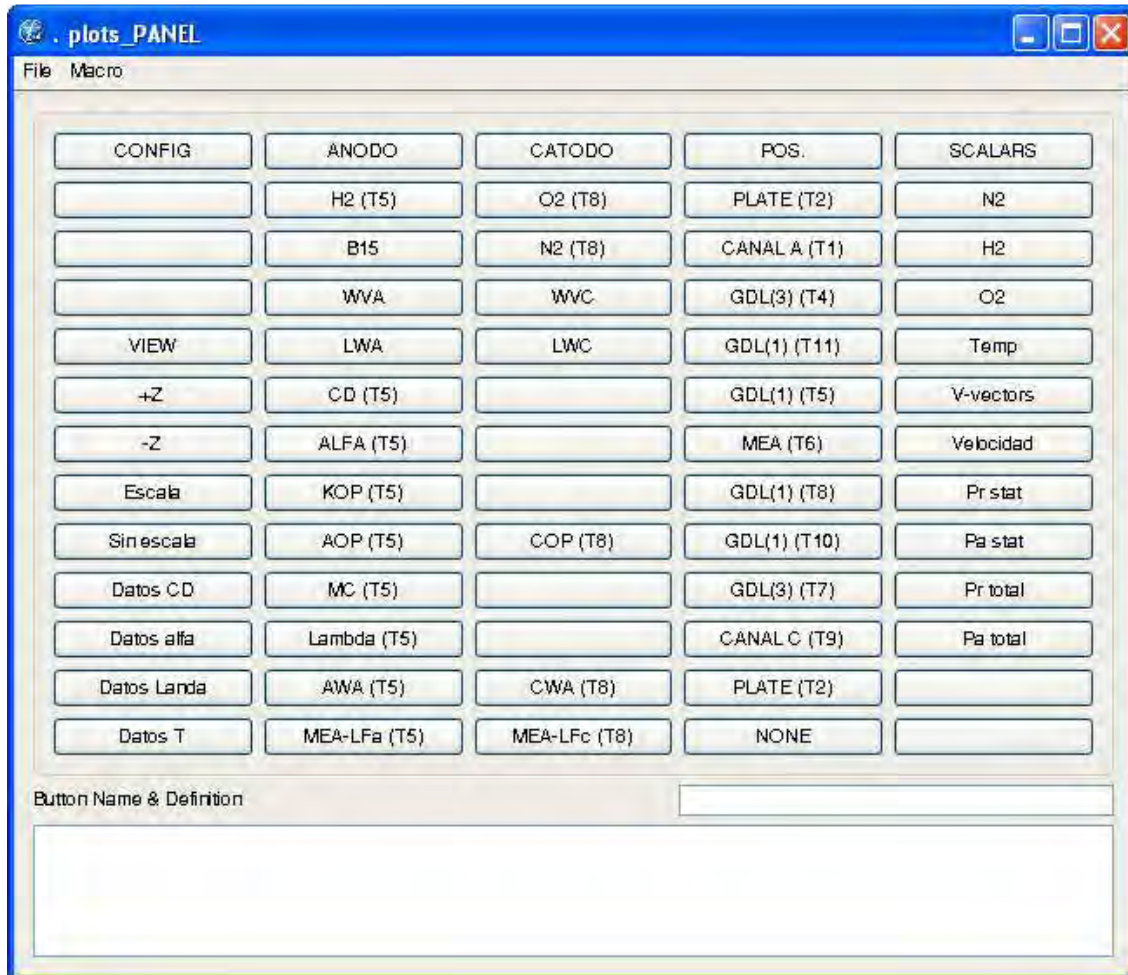 . plots_PANEL
File Macro
CONFIG ANODO CATODO POS. SCALARS
H2 (T5) O2 (T8) PLATE (T2) N2
B15 N2 (T8) CANAL A (T1) H2
WVA WVC GDL(3) (T4) O2
VIEW LWA LWC GDL(1) (T11) Temp
+Z CD (T5) GDL(1) (T5) V-vectors
-Z ALFA (T5) MEA (T6) Velocidad
Escala KOP (T5) GDL(1) (T8) Pr stat
Sin escala AOP (T5) COP (T8) GDL(1) (T10) Pa stat
Datos CD MC (T5) GDL(3) (T7) Pr total
Datos alfa Lambda (T5) CANAL C (T9) Pa total
Datos Landa AWA (T5) CWA (T8) PLATE (T2)
Datos T MEA-LFa (T5) MEA-LFc (T8) NONE
Button Name & Definition